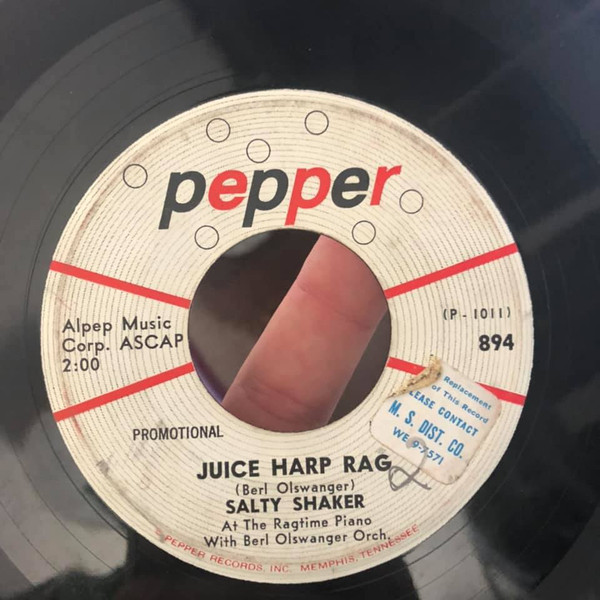 pepper
Alpep Music
Corp. ASCAP
2:00
(P-1011)
894
Replacement
of This Record
LEASE CONTACT
M. S. DIST. CO.
PROMOTIONAL
JUICE HARP RAG
(Berl Olswanger)
SALTY SHAKER
At The Ragtime Piano
With Berl Olswanger Orch.
PEPPER RECORDS, INC. MEMPHIS, TENNESSEE